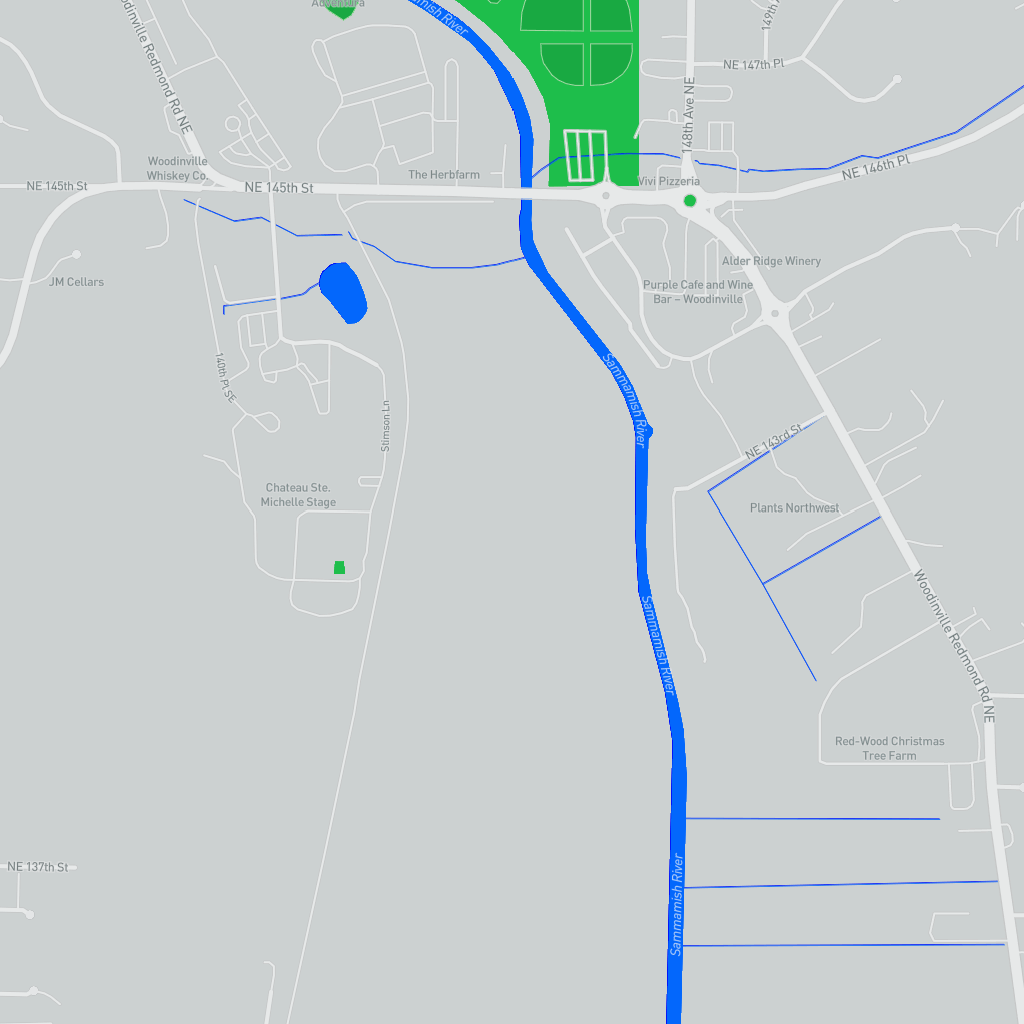 Adventura
Sammamish River
149th
Woodinville Redmond Rd NE
NE 147th Pl
148th Ave NE
Woodinville
Whiskey Co.
NE 145th St
NE 145th St
The Herbfarm
Vivi Pizzeria
NE 146th Pl
JM Cellars
Alder Ridge Winery
Purple Cafe and Wine
Bar – Woodinville
140th Pl SE
Sammamish River
Stimson Ln
NE 143rd St
Chateau Ste.
Michelle Stage
Plants Northwest
Sammamish River
Woodinville Redmond Rd NE
Red-Wood Christmas
Tree Farm
NE 137th St
Sammamish River